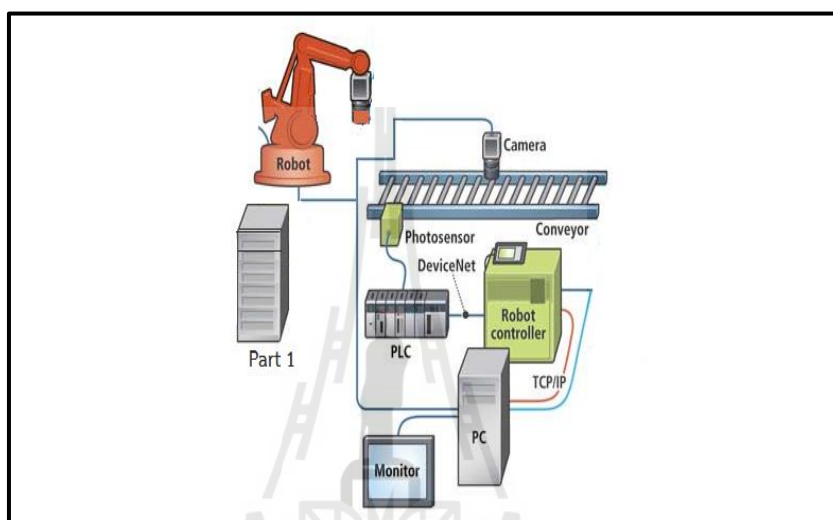 Robot
Camera
Photosensor
Conveyor
DeviceNet
Robot
controller
PLC
Part 1
TCP/IP
PC
Monitor